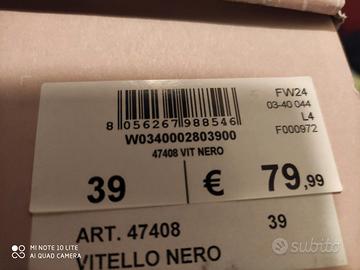 FW24
03-40 044
L4
F000972
8 056267 988546
W0340002803900
47408 VIT NERO
39 € 79,99
ART. 47408 39
VITELLO NERO
MI NOTE 10 LITE
AI QUAD CAMERA
subito